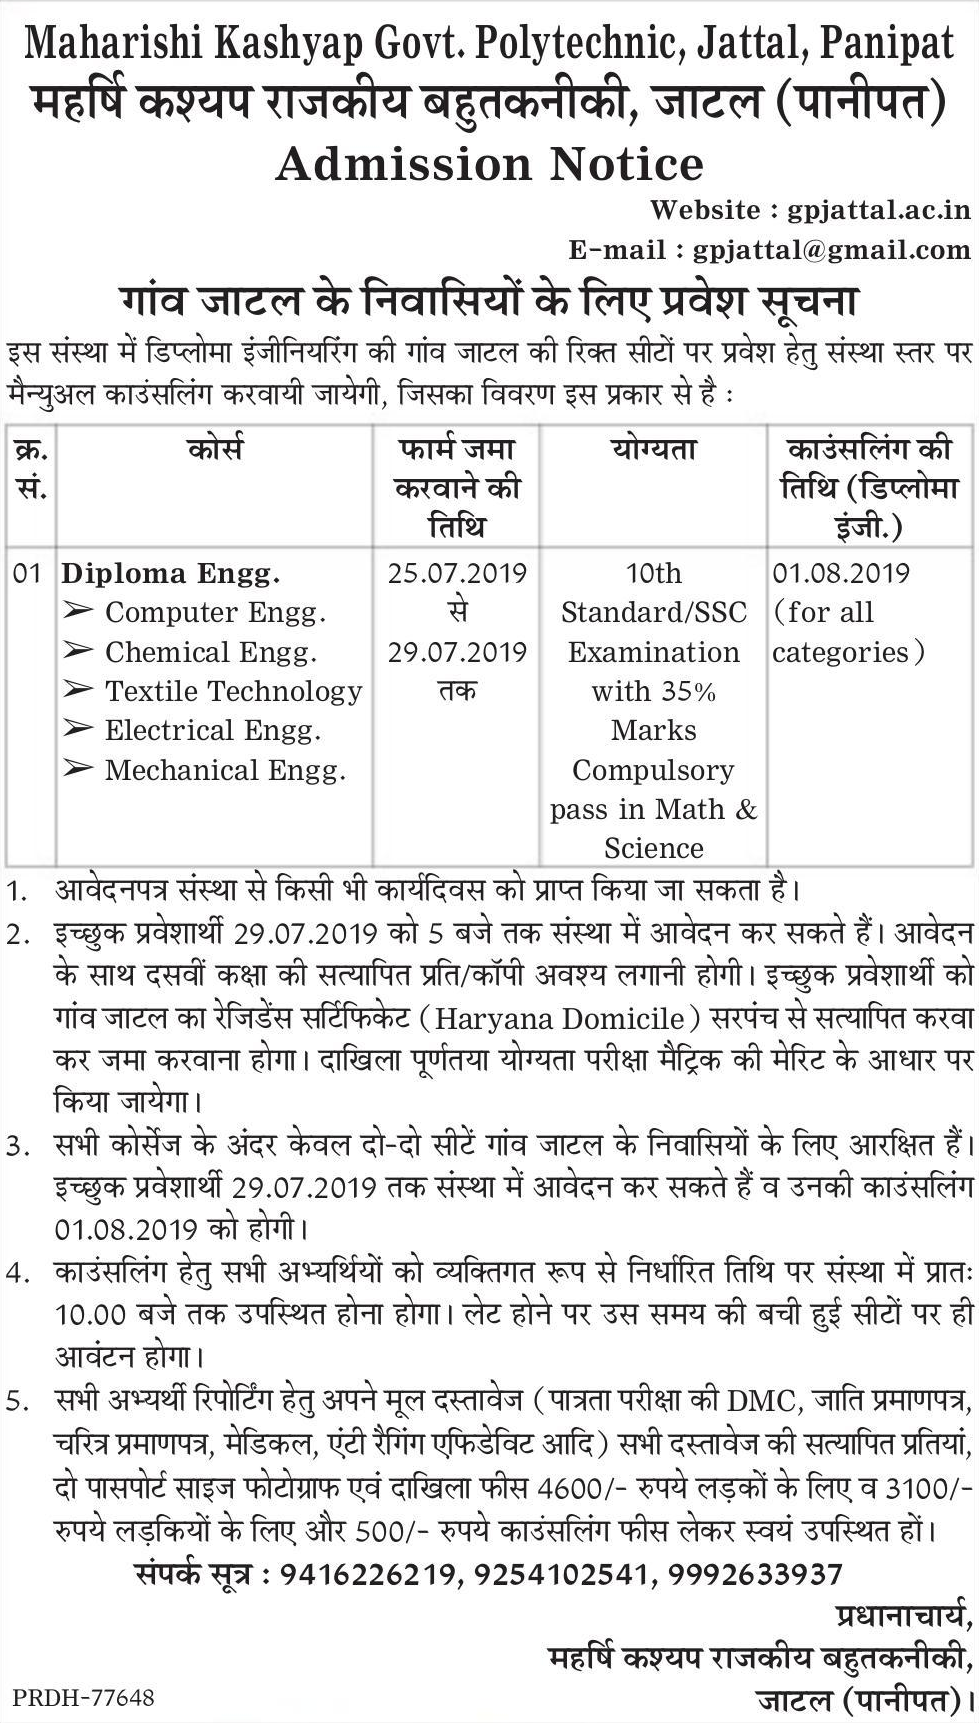 Maharishi Kashyap Govt. Polytechnic, Jattal, Panipat
महर्षि कश्यप राजकीय बहुतकनीकी, जाटल (पानीपत)
Admission Notice
Website : gpjattal.ac.in
E-mail : gpjattal@gmail.com
गांव जाटल के निवासियों के लिए प्रवेश सूचना
इस संस्था में डिप्लोमा इंजीनियरिंग की गांव जाटल की रिक्त सीटों पर प्रवेश हेतु संस्था स्तर पर
मैन्युअल काउंसलिंग करवायी जायेगी, जिसका विवरण इस प्रकार से है :
क्र. सं.
कोर्स
फार्म जमा
करवाने की
तिथि
योग्यता
काउंसलिंग की
तिथि (डिप्लोमा
इंजी.)
01
Diploma Engg.
➢ Computer Engg.
➢ Chemical Engg.
➢ Textile Technology
➢ Electrical Engg.
➢ Mechanical Engg.
25.07.2019
से
29.07.2019
तक
10th
Standard/SSC
Examination
with 35%
Marks
Compulsory
pass in Math &
Science
01.08.2019
(for all
categories)
1. आवेदनपत्र संस्था से किसी भी कार्यदिवस को प्राप्त किया जा सकता है।
2. इच्छुक प्रवेशार्थी 29.07.2019 को 5 बजे तक संस्था में आवेदन कर सकते हैं। आवेदन
के साथ दसवीं कक्षा की सत्यापित प्रति/कॉपी अवश्य लगानी होगी। इच्छुक प्रवेशार्थी को
गांव जाटल का रेजिडेंस सर्टिफिकेट (Haryana Domicile) सरपंच से सत्यापित करवा
कर जमा करवाना होगा। दाखिला पूर्णतया योग्यता परीक्षा मैट्रिक की मेरिट के आधार पर
किया जायेगा।
3. सभी कोर्सेज के अंदर केवल दो-दो सीटें गांव जाटल के निवासियों के लिए आरक्षित हैं।
इच्छुक प्रवेशार्थी 29.07.2019 तक संस्था में आवेदन कर सकते हैं व उनकी काउंसलिंग
01.08.2019 को होगी।
4. काउंसलिंग हेतु सभी अभ्यर्थियों को व्यक्तिगत रूप से निर्धारित तिथि पर संस्था में प्रातः
10.00 बजे तक उपस्थित होना होगा। लेट होने पर उस समय की बची हुई सीटों पर ही
आवंटन होगा।
5. सभी अभ्यर्थी रिपोर्टिंग हेतु अपने मूल दस्तावेज (पात्रता परीक्षा की DMC, जाति प्रमाणपत्र,
चरित्र प्रमाणपत्र, मेडिकल, एंटी रैगिंग एफिडेविट आदि) सभी दस्तावेज की सत्यापित प्रतियां,
दो पासपोर्ट साइज फोटोग्राफ एवं दाखिला फीस 4600/- रुपये लड़कों के लिए व 3100/-
रुपये लड़कियों के लिए और 500/- रुपये काउंसलिंग फीस लेकर स्वयं उपस्थित हों।
संपर्क सूत्र : 9416226219, 9254102541, 9992633937
प्रधानाचार्य,
महर्षि कश्यप राजकीय बहुतकनीकी,
PRDH-77648
जाटल (पानीपत)।